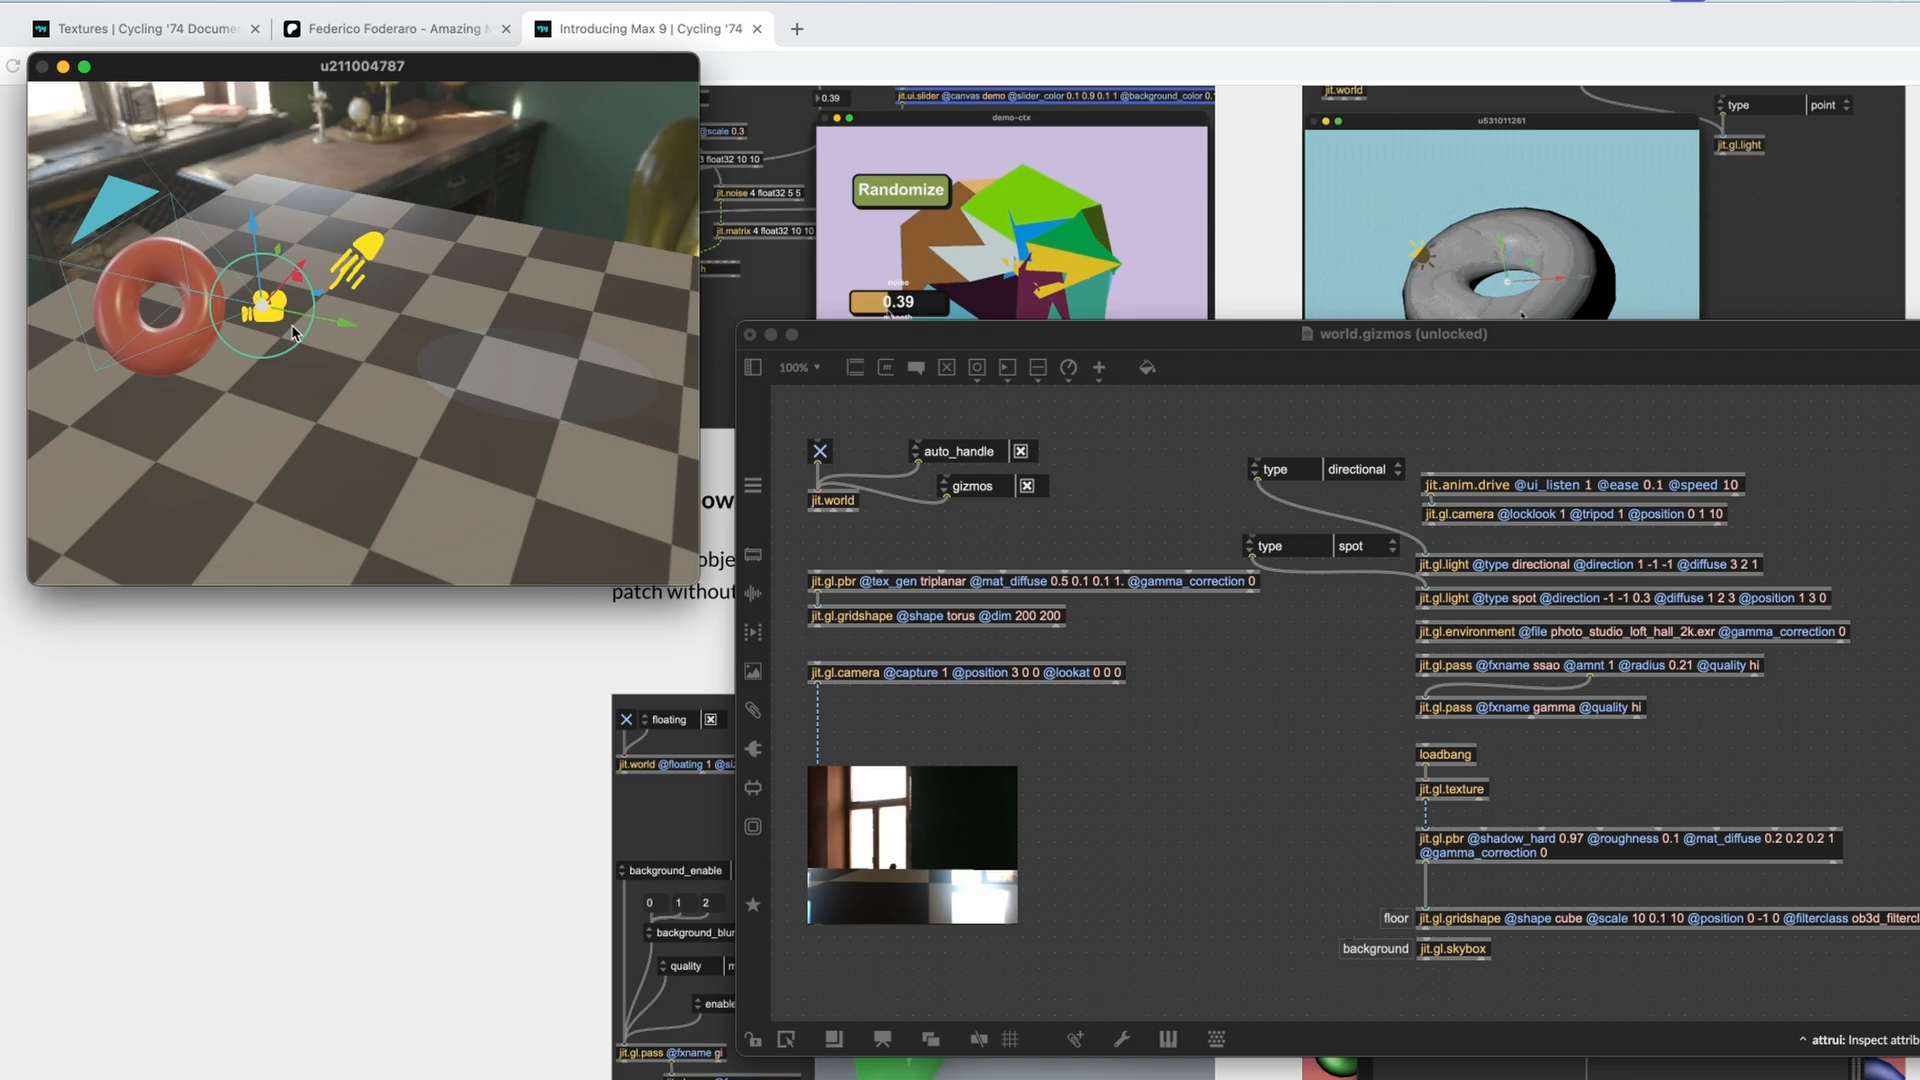 Textures | Cycling '74 Docume
Federico Foderaro - Amazing M
Introducing Max 9 | Cycling '74
u211004787
0.39
jit.ui.slider @canvas demo @slider_color 0.1 0.9 0.1 1 @background_color 0.
jit.world
type
point
jit.gl.light
@scale 0.3
3 float32 10 10
jit.noise 4 float32 5 5
jit.matrix 4 float32 10 10
demo-ctx
Randomize
noise
0.39
u531011261
ow
obje
patch without
world.gizmos (unlocked)
100%
auto_handle
gizmos
jit.world
type
directional
type
spot
jit.anim.drive @ui_listen 1 @ease 0.1 @speed 10
jit.gl.camera @locklook 1 @tripod 1 @position 0 1 10
jit.gl.light @type directional @direction 1 -1 -1 @diffuse 3 2 1
jit.gl.pbr @tex_gen triplanar @mat_diffuse 0.5 0.1 0.1 1. @gamma_correction 0
jit.gl.light @type spot @direction -1 -1 0.3 @diffuse 1 2 3 @position 1 3 0
jit.gl.gridshape @shape torus @dim 200 200
jit.gl.environment @file photo_studio_loft_hall_2k.exr @gamma_correction 0
jit.gl.camera @capture 1 @position 3 0 0 @lookat 0 0 0
jit.gl.pass @fxname ssao @amnt 1 @radius 0.21 @quality hi
jit.gl.pass @fxname gamma @quality hi
loadbang
jit.gl.texture
jit.gl.pbr @shadow_hard 0.97 @roughness 0.1 @mat_diffuse 0.2 0.2 0.2 1
@gamma_correction 0
floor
jit.gl.gridshape @shape cube @scale 10 0.1 10 @position 0 -1 0 @filterclass ob3d_filtercl
background
jit.gl.skybox
floating
jit.world @floating 1 @siz
background_enable
0
1
2
background_blur
quality
m
enable
jit.gl.pass @fxname gi
attrui: Inspect attrib